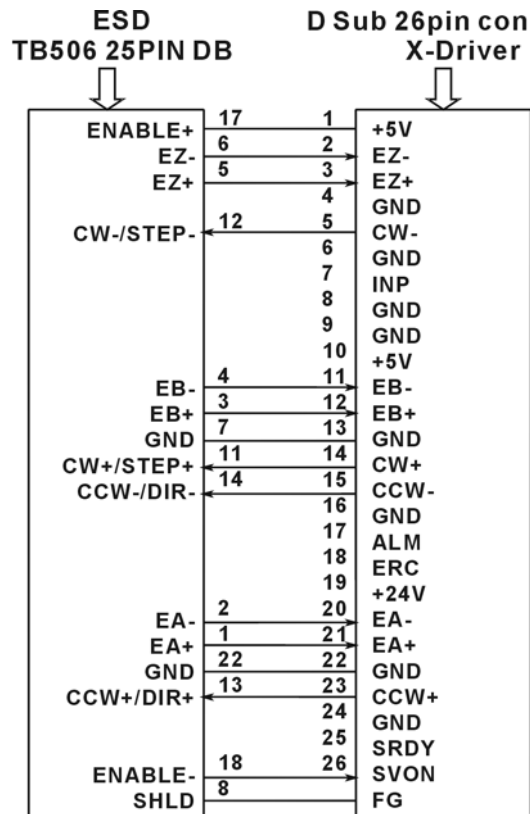 ESD
TB506 25PIN DB
D Sub 26pin con
X-Driver
ENABLE+ 17 1 +5V
EZ- 6 2 EZ-
EZ+ 5 3 EZ+
4 GND
CW-/STEP- 12 5 CW-
6 GND
7 INP
8 GND
9 GND
10 +5V
EB- 4 11 EB-
EB+ 3 12 EB+
GND 7 13 GND
CW+/STEP+ 11 14 CW+
CCW-/DIR- 14 15 CCW-
16 GND
17 ALM
18 ERC
19 +24V
EA- 2 20 EA-
EA+ 1 21 EA+
GND 22 22 GND
CCW+/DIR+ 13 23 CCW+
24 GND
25 SRDY
ENABLE- 18 26 SVON
SHLD 8 FG